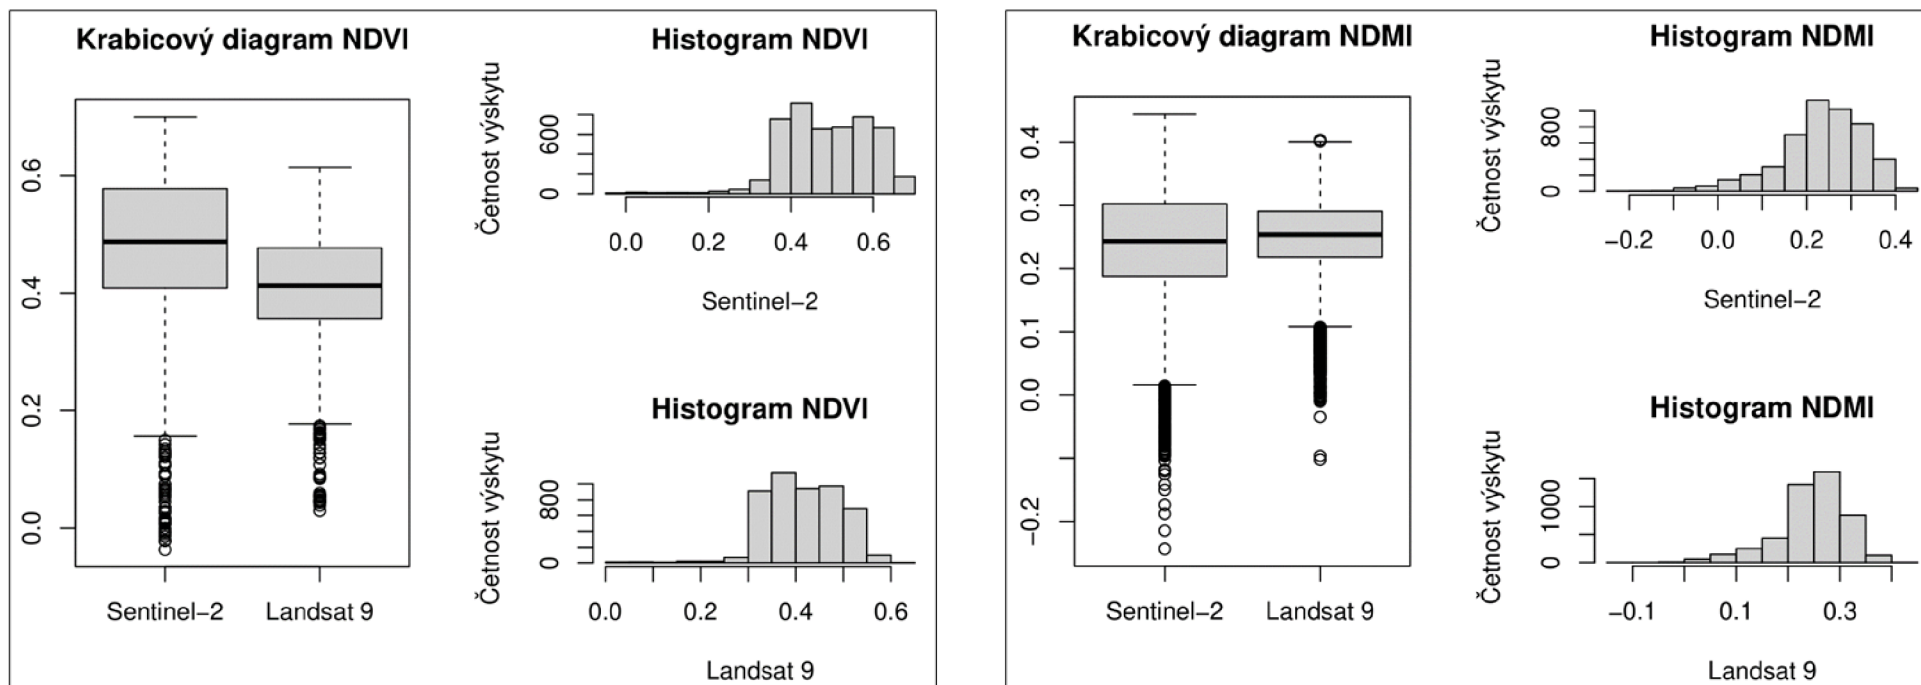 Krabicový diagram NDVI
0.0 0.2 0.4 0.6
Sentinel−2 Landsat 9
Histogram NDVI
Četnost výskytu
0 600
0.0 0.2 0.4 0.6
Sentinel−2
Histogram NDVI
Četnost výskytu
0 800
0.0 0.2 0.4 0.6
Landsat 9
Krabicový diagram NDMI
−0.2 0.0 0.1 0.2 0.3 0.4
Sentinel−2 Landsat 9
Histogram NDMI
Četnost výskytu
0 800
−0.2 0.0 0.2 0.4
Sentinel−2
Histogram NDMI
Četnost výskytu
0 1000
−0.1 0.1 0.3
Landsat 9